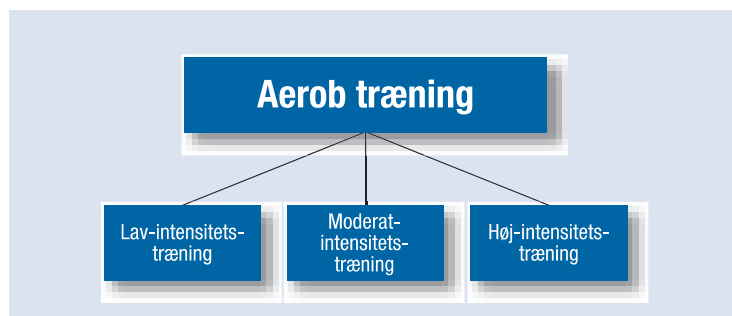 Aerob træning
Lav-intensitets-
træning
Moderat-
intensitets-
træning
Høj-intensitets-
træning